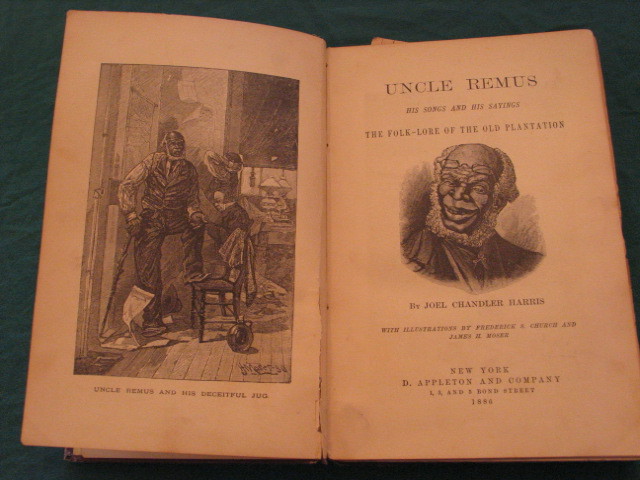 UNCLE REMUS AND HIS DECEITFUL JUG.
UNCLE REMUS
HIS SONGS AND HIS SAYINGS
THE FOLK-LORE OF THE OLD PLANTATION
BY JOEL CHANDLER HARRIS
WITH ILLUSTRATIONS BY FREDERICK S. CHURCH AND
JAMES H. MOSER
NEW YORK
D. APPLETON AND COMPANY
1, 3, AND 5 BOND STREET
1886